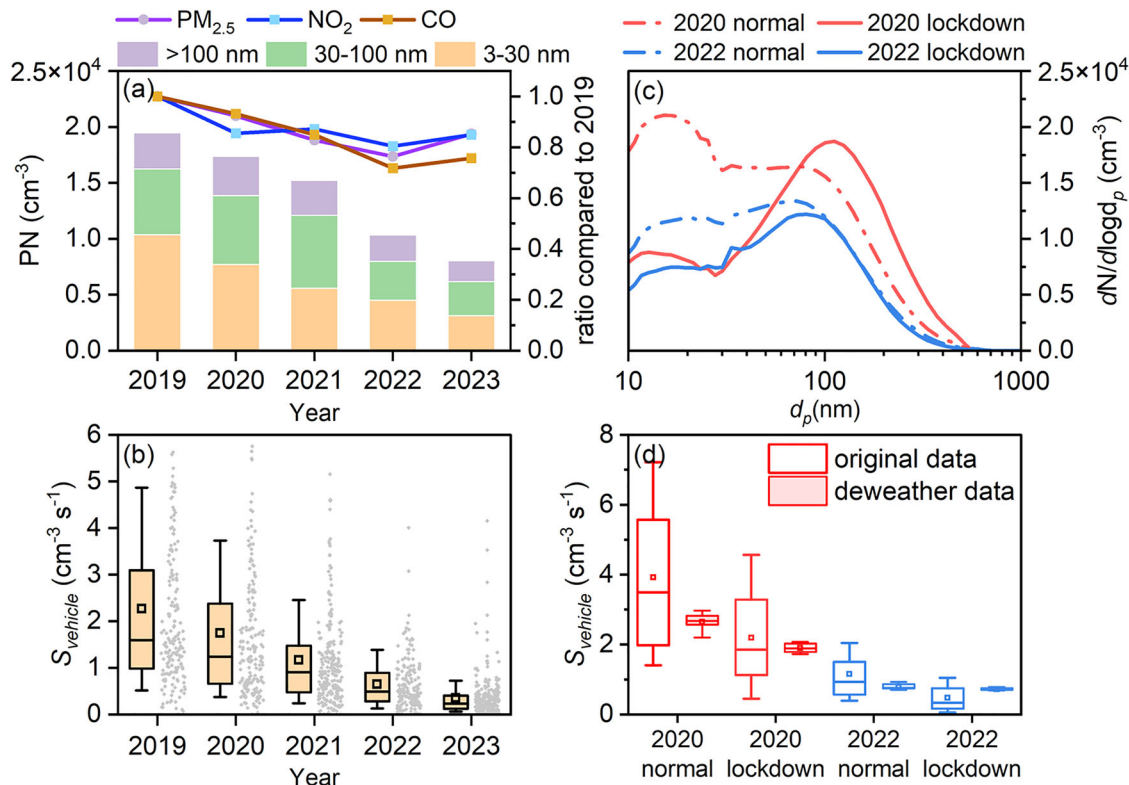 PM2.5 NO2 CO
>100 nm 30-100 nm 3-30 nm
(a)
2.5×10⁴
2.0
1.5
1.0
0.5
0.0
PN (cm⁻³)
1.0
0.8
0.6
0.4
0.2
0.0
ratio compared to 2019
2019 2020 2021 2022 2023
Year
2020 normal 2020 lockdown
2022 normal 2022 lockdown
(c)
2.5×10⁴
2.0
1.5
1.0
0.5
0.0
dN/dlogdp (cm⁻³)
10 100 1000
dp(nm)
(b)
6
5
4
3
2
1
0
Svehicle (cm⁻³ s⁻¹)
2019 2020 2021 2022 2023
Year
(d)
original data
deweather data
8
6
4
2
0
Svehicle (cm⁻³ s⁻¹)
2020 2020 2022 2022
normal lockdown normal lockdown